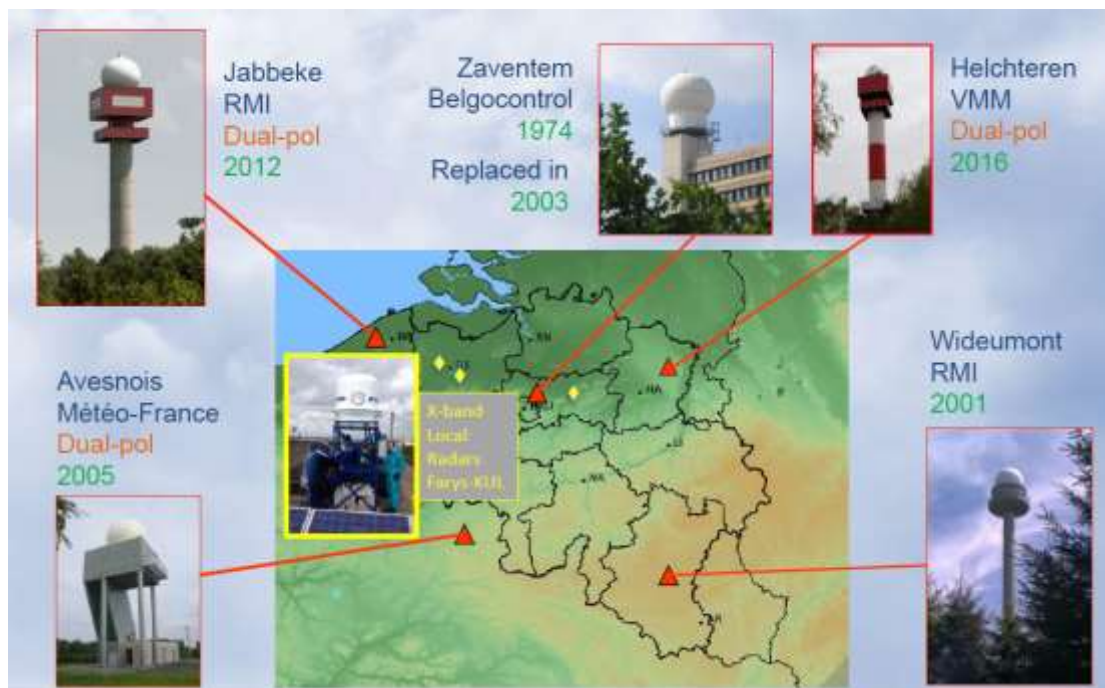 Jabbeke
RMI
Dual-pol
2012
Zaventem
Belgocontrol
1974
Replaced in
2003
Helchteren
VMM
Dual-pol
2016
Avesnois
Météo-France
Dual-pol
2005
X-band
Local
Radars
Farys-KUL
Wideumont
RMI
2001